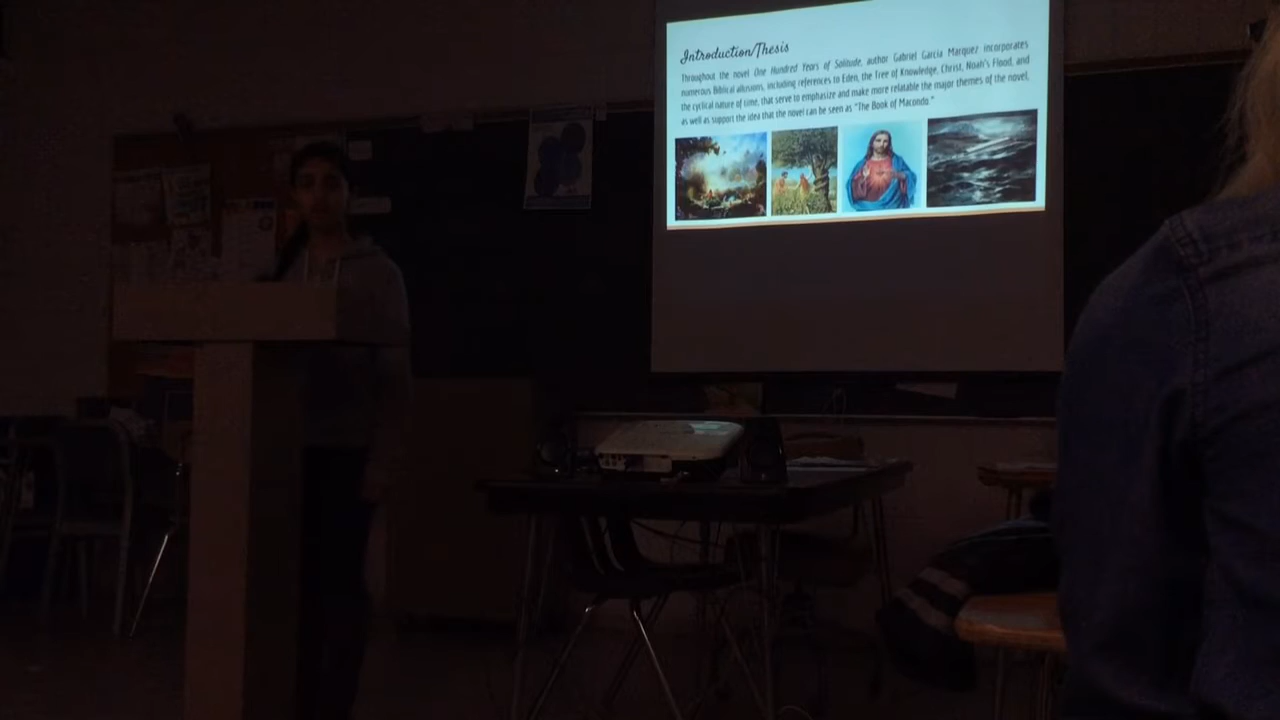 Introduction/Thesis
Throughout the novel One Hundred Years of Solitude, author Gabriel Garcia Marquez incorporates
numerous Biblical allusions, including references to Eden, the Tree of Knowledge, Christ, Noah's Flood, and
the cyclical nature of time, that serve to emphasize and make more relatable the major themes of the novel,
as well as support the idea that the novel can be seen as "The Book of Macondo."